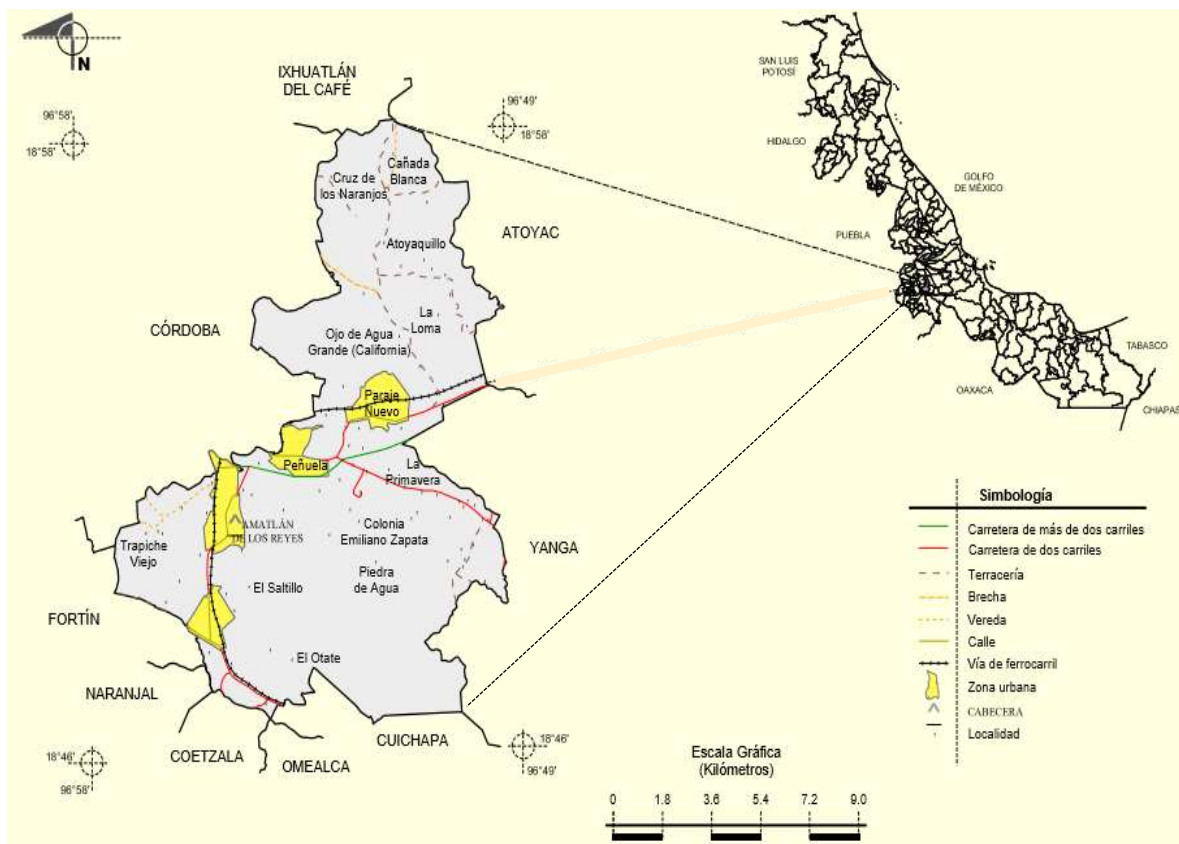 N
96°58'
18°58'
IXHUATLÁN
DEL CAFÉ
96°49'
18°58'
SAN LUIS
POTOSÍ
HIDALGO
GOLFO
DE MÉXICO
PUEBLA
TABASCO
OAXACA
CHIAPAS
Cañada
Blanca
Cruz de
los Naranjos
ATOYAC
Atoyaquillo
CÓRDOBA
La
Loma
Ojo de Agua
Grande (California)
Paraje
Nuevo
Peñuela
La
Primavera
AMATLÁN
DE LOS REYES
Colonia
Emiliano Zapata
YANGA
Trapiche
Viejo
Piedra
de Agua
El Saltillo
FORTÍN
El Otate
NARANJAL
CUICHAPA
COETZALA
OMEALCA
18°46'
96°58'
18°46'
96°49'
Simbología
Carretera de más de dos carriles
Carretera de dos carriles
Terracería
Brecha
Vereda
Calle
Vía de ferrocarril
Zona urbana
CABECERA
Localidad
Escala Gráfica
(Kilómetros)
0 1.8 3.6 5.4 7.2 9.0